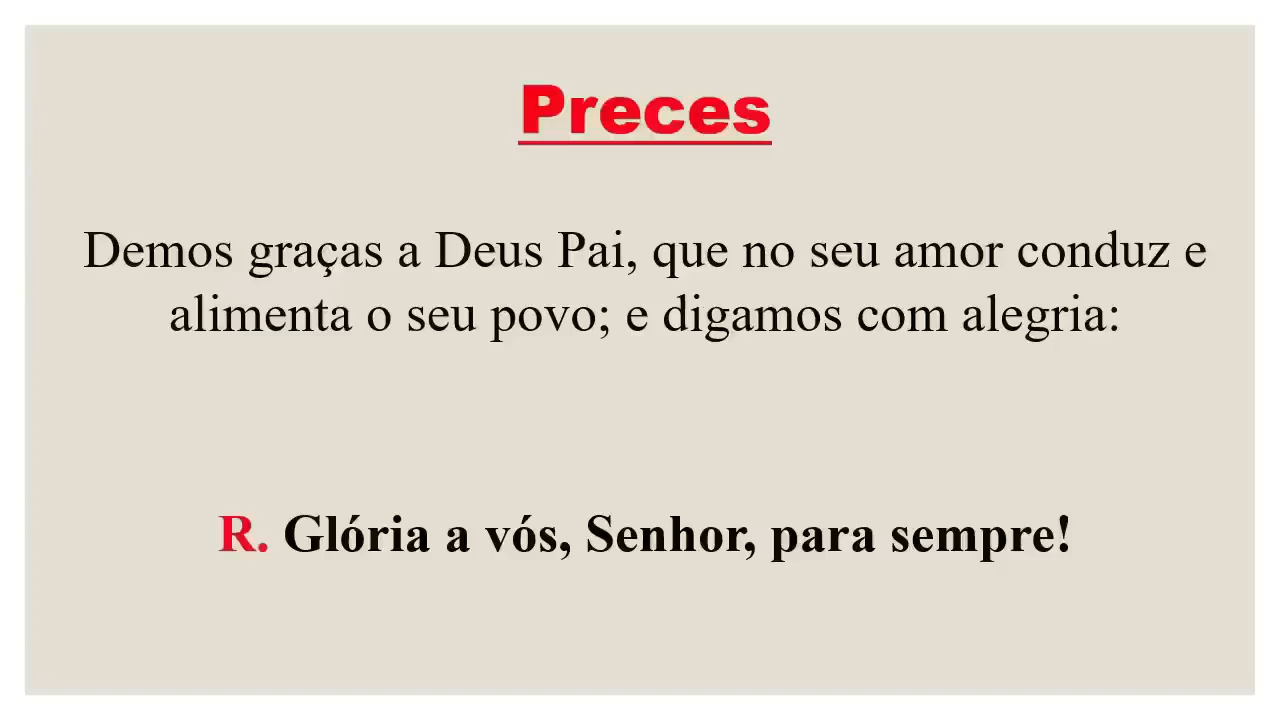 Preces
Demos graças a Deus Pai, que no seu amor conduz e
alimenta o seu povo; e digamos com alegria:
R. Glória a vós, Senhor, para sempre!